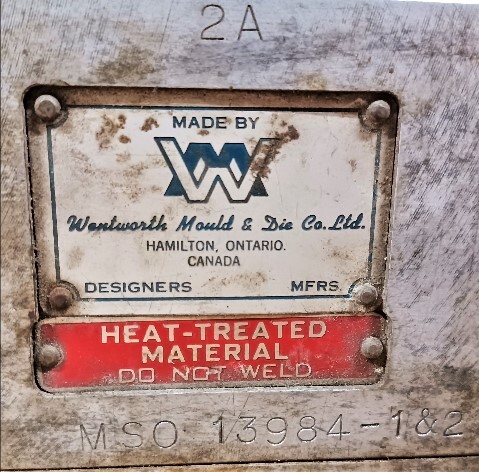 2A
MADE BY
W
Wentworth Mould & Die Co. Ltd.
HAMILTON, ONTARIO.
CANADA
DESIGNERS MFRS.
HEAT-TREATED
MATERIAL
DO NOT WELD
MSO 13984-1&2